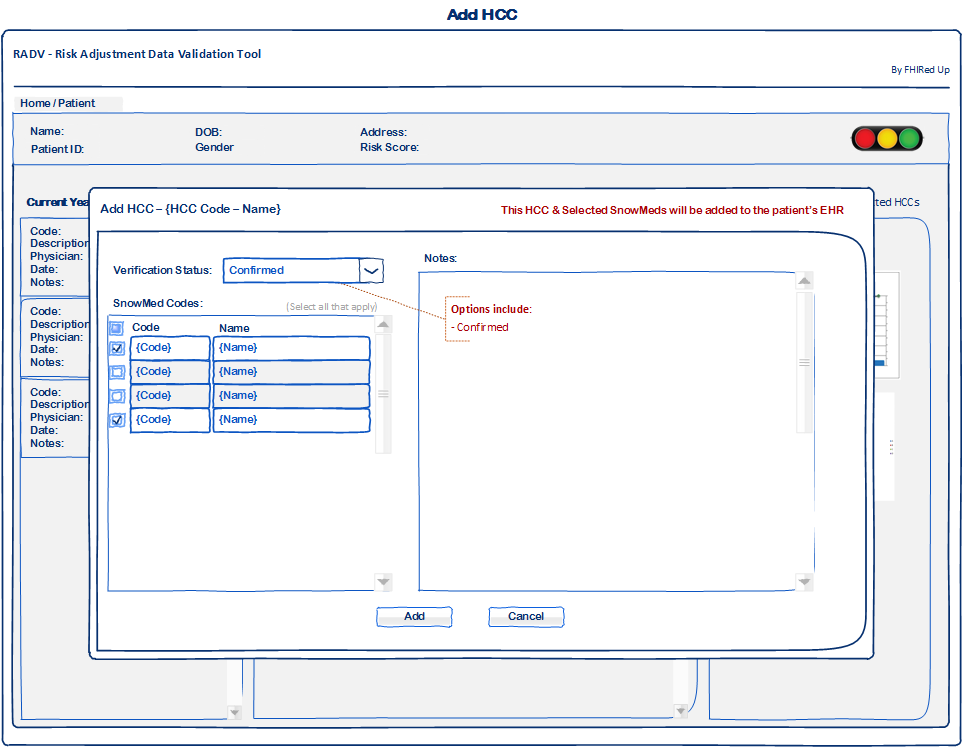 Add HCC
RADV - Risk Adjustment Data Validation Tool
By FHIRed Up
Home / Patient
Name:
DOB:
Address:
Patient ID:
Gender
Risk Score:
Current Yea
ted HCCs
Code:
Description
Physician:
Date:
Notes:
Code:
Description
Physician:
Date:
Notes:
Code:
Description
Physician:
Date:
Notes:
Add HCC – {HCC Code – Name}
This HCC & Selected SnowMeds will be added to the patient's EHR
Verification Status:
Confirmed
SnowMed Codes:
(Select all that apply)
Code
Name
{Code}
{Name}
{Code}
{Name}
{Code}
{Name}
{Code}
{Name}
Notes:
Options include:
- Confirmed
Add
Cancel